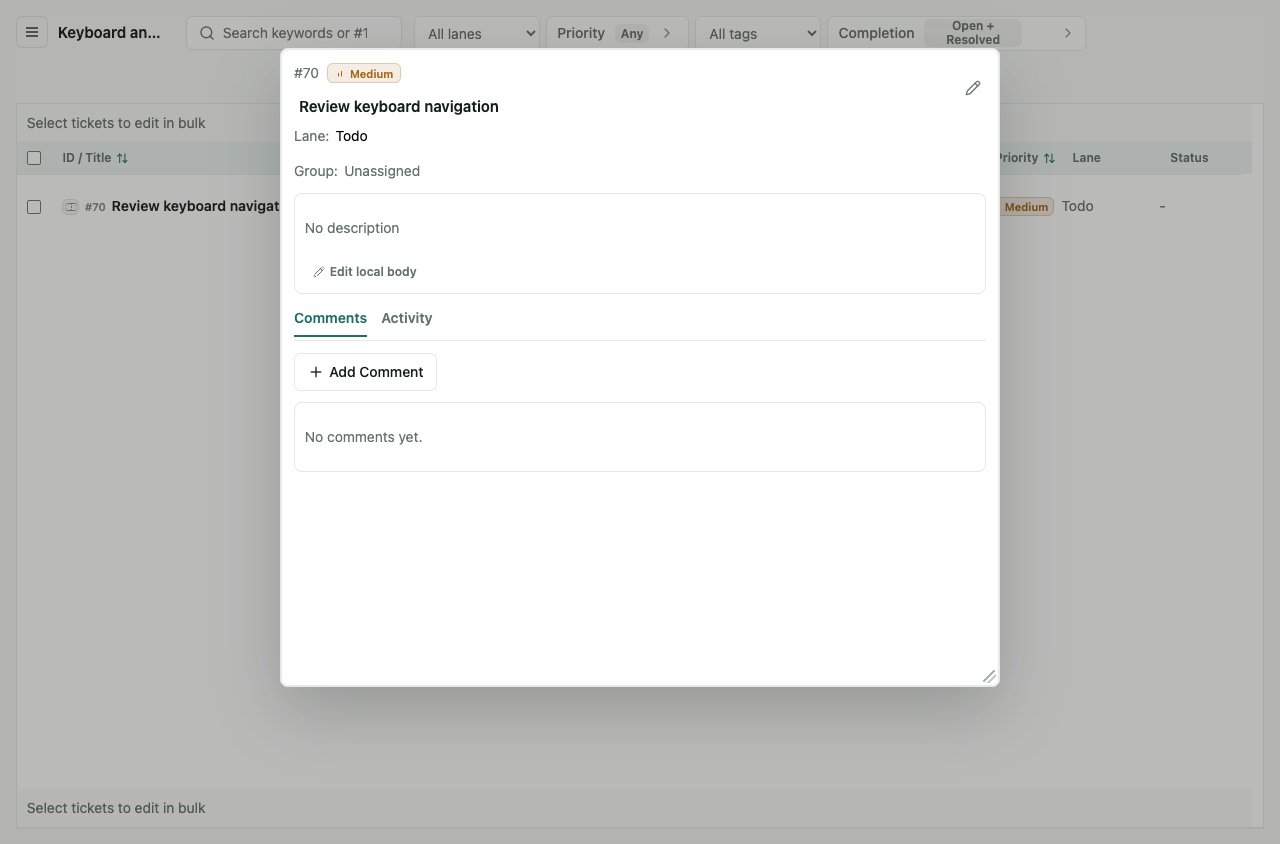 Keyboard an...
Search keywords or #1
All lanes
Priority Any
All tags
Completion
Open +
Resolved
#70 Medium
Review keyboard navigation
Lane: Todo
Group: Unassigned
No description
Edit local body
Comments Activity
Add Comment
No comments yet.
Select tickets to edit in bulk
ID / Title
Priority Lane Status
#70 Review keyboard navigat
Medium Todo -
Select tickets to edit in bulk